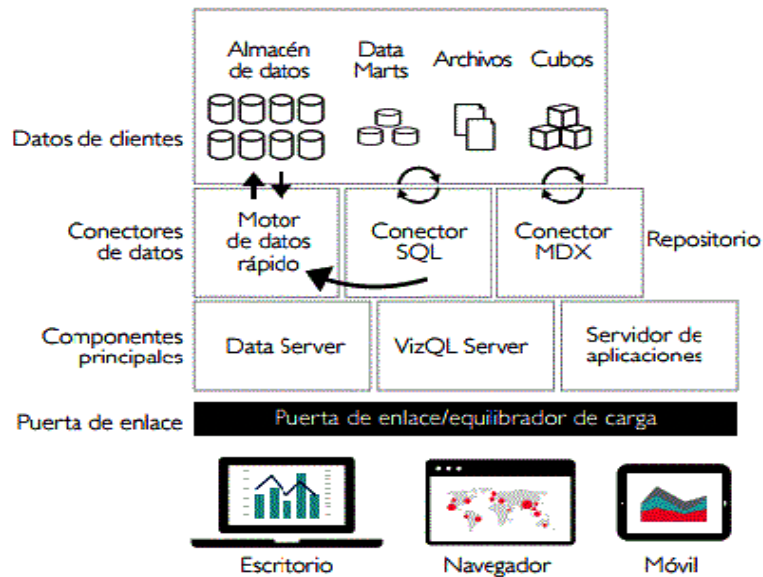 Almacén
de datos
Data
Marts
Archivos
Cubos
Datos de clientes
Conectores
de datos
Motor
de datos
rápido
Conector
SQL
Conector
MDX
Repositorio
Componentes
principales
Data Server
VizQL Server
Servidor de
aplicaciones
Puerta de enlace
Puerta de enlace/equilibrador de carga
Escritorio
Navegador
Móvil